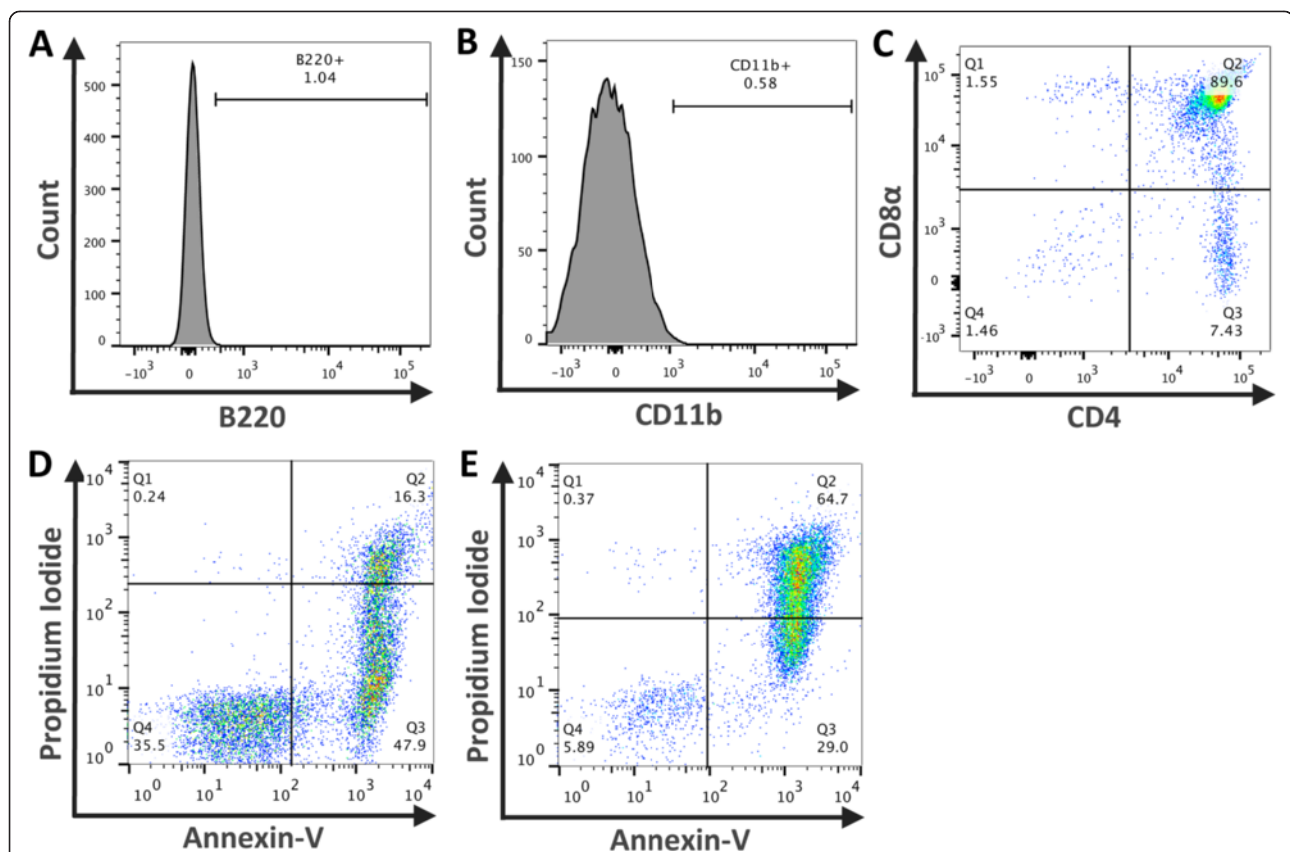 A
B220+
1.04
500
400
300
200
100
0
Count
-10³ 0 10³ 10⁴ 10⁵
B220
B
CD11b+
0.58
150
100
50
0
Count
-10³ 0 10³ 10⁴ 10⁵
CD11b
C
Q1
1.55
Q2
89.6
10⁵
10⁴
10³
0
-10³
Q4
1.46
Q3
7.43
CD8α
-10³ 0 10³ 10⁴ 10⁵
CD4
D
Q1
0.24
Q2
16.3
10⁴
10³
10²
10¹
10⁰
Q4
35.5
Q3
47.9
Propidium Iodide
10⁰ 10¹ 10² 10³ 10⁴
Annexin-V
E
Q1
0.37
Q2
64.7
10⁴
10³
10²
10¹
10⁰
Q4
5.89
Q3
29.0
Propidium Iodide
10⁰ 10¹ 10² 10³ 10⁴
Annexin-V